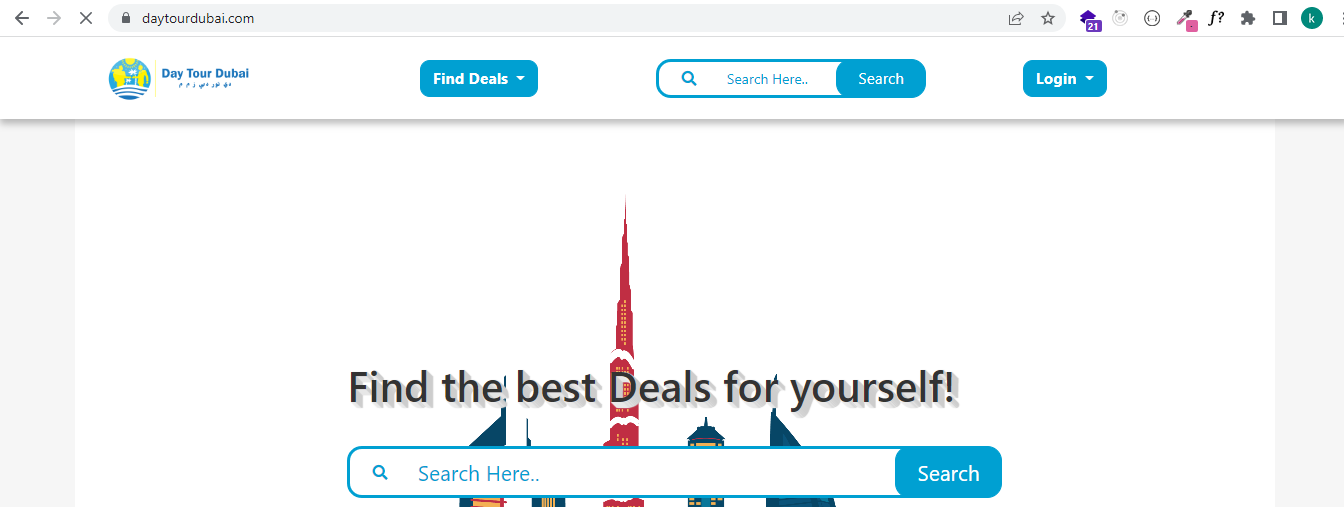 daytourdubai.com
21
f?
k
Day Tour Dubai
Find Deals
Search Here..
Search
Login
Find the best Deals for yourself!
Search Here..
Search